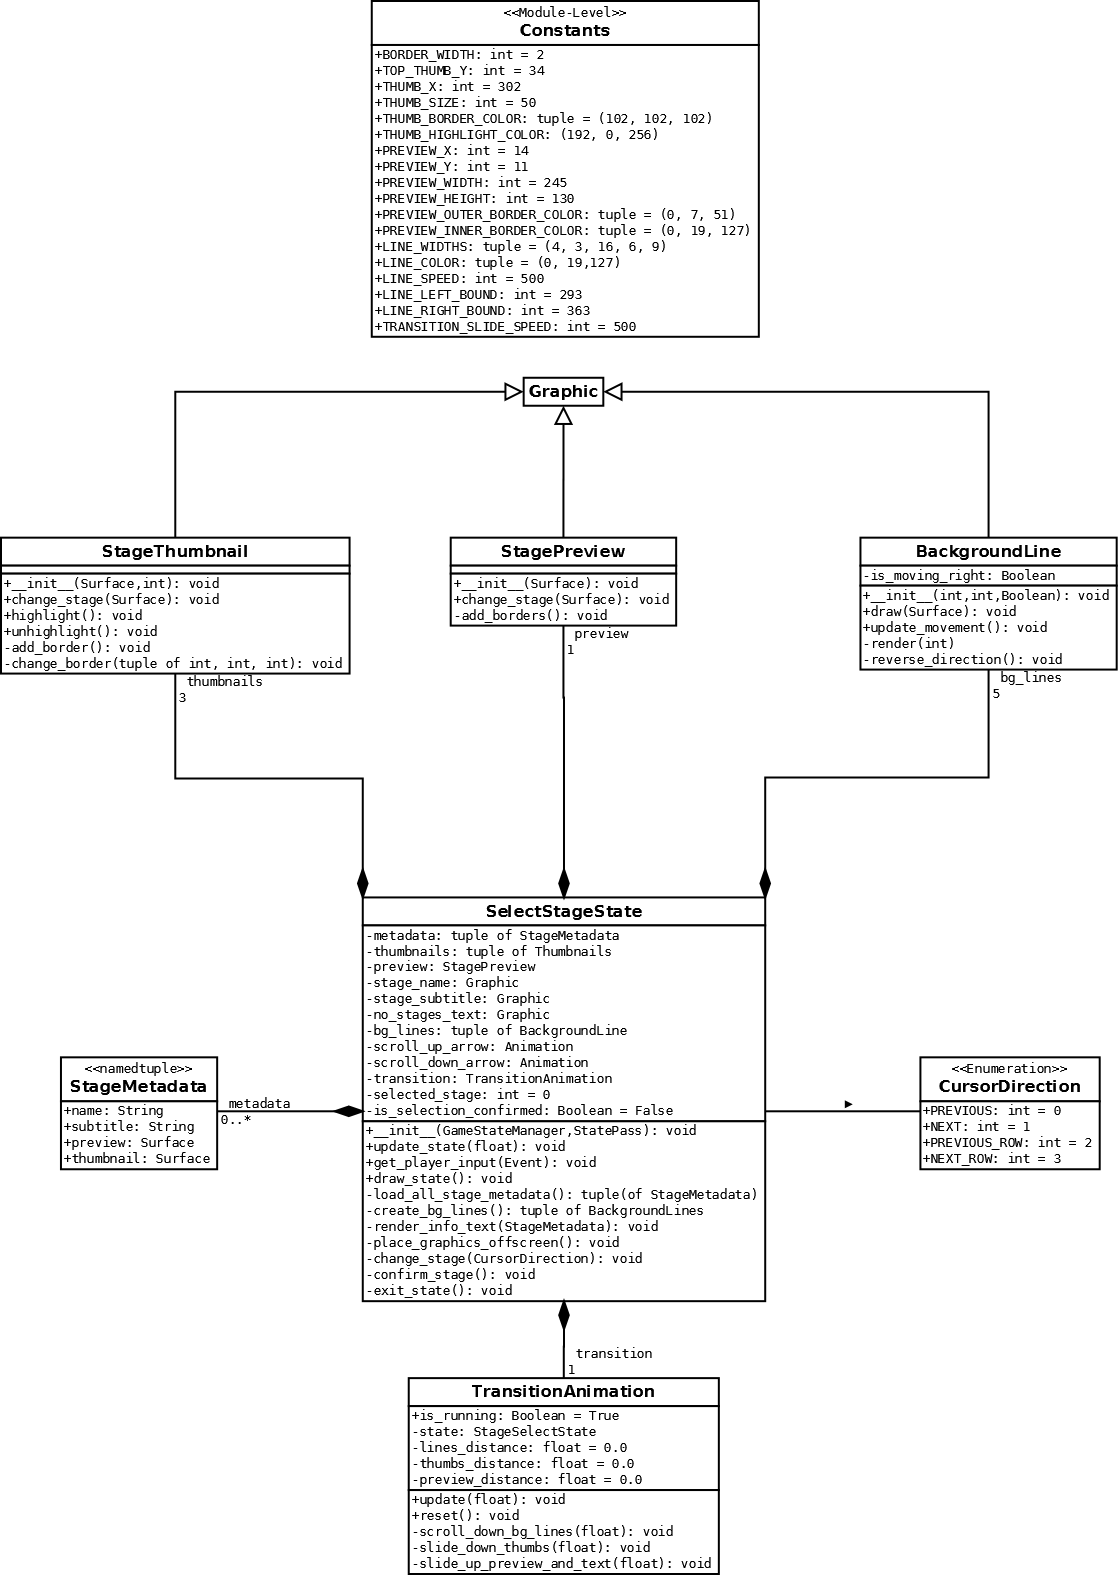 <<Module-Level>>
Constants
+BORDER_WIDTH: int = 2
+TOP_THUMB_Y: int = 34
+THUMB_X: int = 302
+THUMB_SIZE: int = 50
+THUMB_BORDER_COLOR: tuple = (102, 102, 102)
+THUMB_HIGHLIGHT_COLOR: (192, 0, 256)
+PREVIEW_X: int = 14
+PREVIEW_Y: int = 11
+PREVIEW_WIDTH: int = 245
+PREVIEW_HEIGHT: int = 130
+PREVIEW_OUTER_BORDER_COLOR: tuple = (0, 7, 51)
+PREVIEW_INNER_BORDER_COLOR: tuple = (0, 19, 127)
+LINE_WIDTHS: tuple = (4, 3, 16, 6, 9)
+LINE_COLOR: tuple = (0, 19,127)
+LINE_SPEED: int = 500
+LINE_LEFT_BOUND: int = 293
+LINE_RIGHT_BOUND: int = 363
+TRANSITION_SLIDE_SPEED: int = 500
Graphic
StageThumbnail
+__init__(Surface,int): void
+change_stage(Surface): void
+highlight(): void
+unhighlight(): void
-add_border(): void
-change_border(tuple of int, int, int): void
thumbnails
3
StagePreview
+__init__(Surface): void
+change_stage(Surface): void
-add_borders(): void
preview
1
BackgroundLine
-is_moving_right: Boolean
+__init__(int,int,Boolean): void
+draw(Surface): void
+update_movement(): void
-render(int)
-reverse_direction(): void
bg_lines
5
SelectStageState
-metadata: tuple of StageMetadata
-thumbnails: tuple of Thumbnails
-preview: StagePreview
-stage_name: Graphic
-stage_subtitle: Graphic
-no_stages_text: Graphic
-bg_lines: tuple of BackgroundLine
-scroll_up_arrow: Animation
-scroll_down_arrow: Animation
-transition: TransitionAnimation
-selected_stage: int = 0
-is_selection_confirmed: Boolean = False
+__init__(GameStateManager,StatePass): void
+update_state(float): void
+get_player_input(Event): void
+draw_state(): void
-load_all_stage_metadata(): tuple(of StageMetadata)
-create_bg_lines(): tuple of BackgroundLines
-render_info_text(StageMetadata): void
-place_graphics_offscreen(): void
-change_stage(CursorDirection): void
-confirm_stage(): void
-exit_state(): void
<<namedtuple>>
StageMetadata
+name: String
+subtitle: String
+preview: Surface
+thumbnail: Surface
metadata
0..*
<<Enumeration>>
CursorDirection
+PREVIOUS: int = 0
+NEXT: int = 1
+PREVIOUS_ROW: int = 2
+NEXT_ROW: int = 3
transition
1
TransitionAnimation
+is_running: Boolean = True
-state: StageSelectState
-lines_distance: float = 0.0
-thumbs_distance: float = 0.0
-preview_distance: float = 0.0
+update(float): void
+reset(): void
-scroll_down_bg_lines(float): void
-slide_down_thumbs(float): void
-slide_up_preview_and_text(float): void